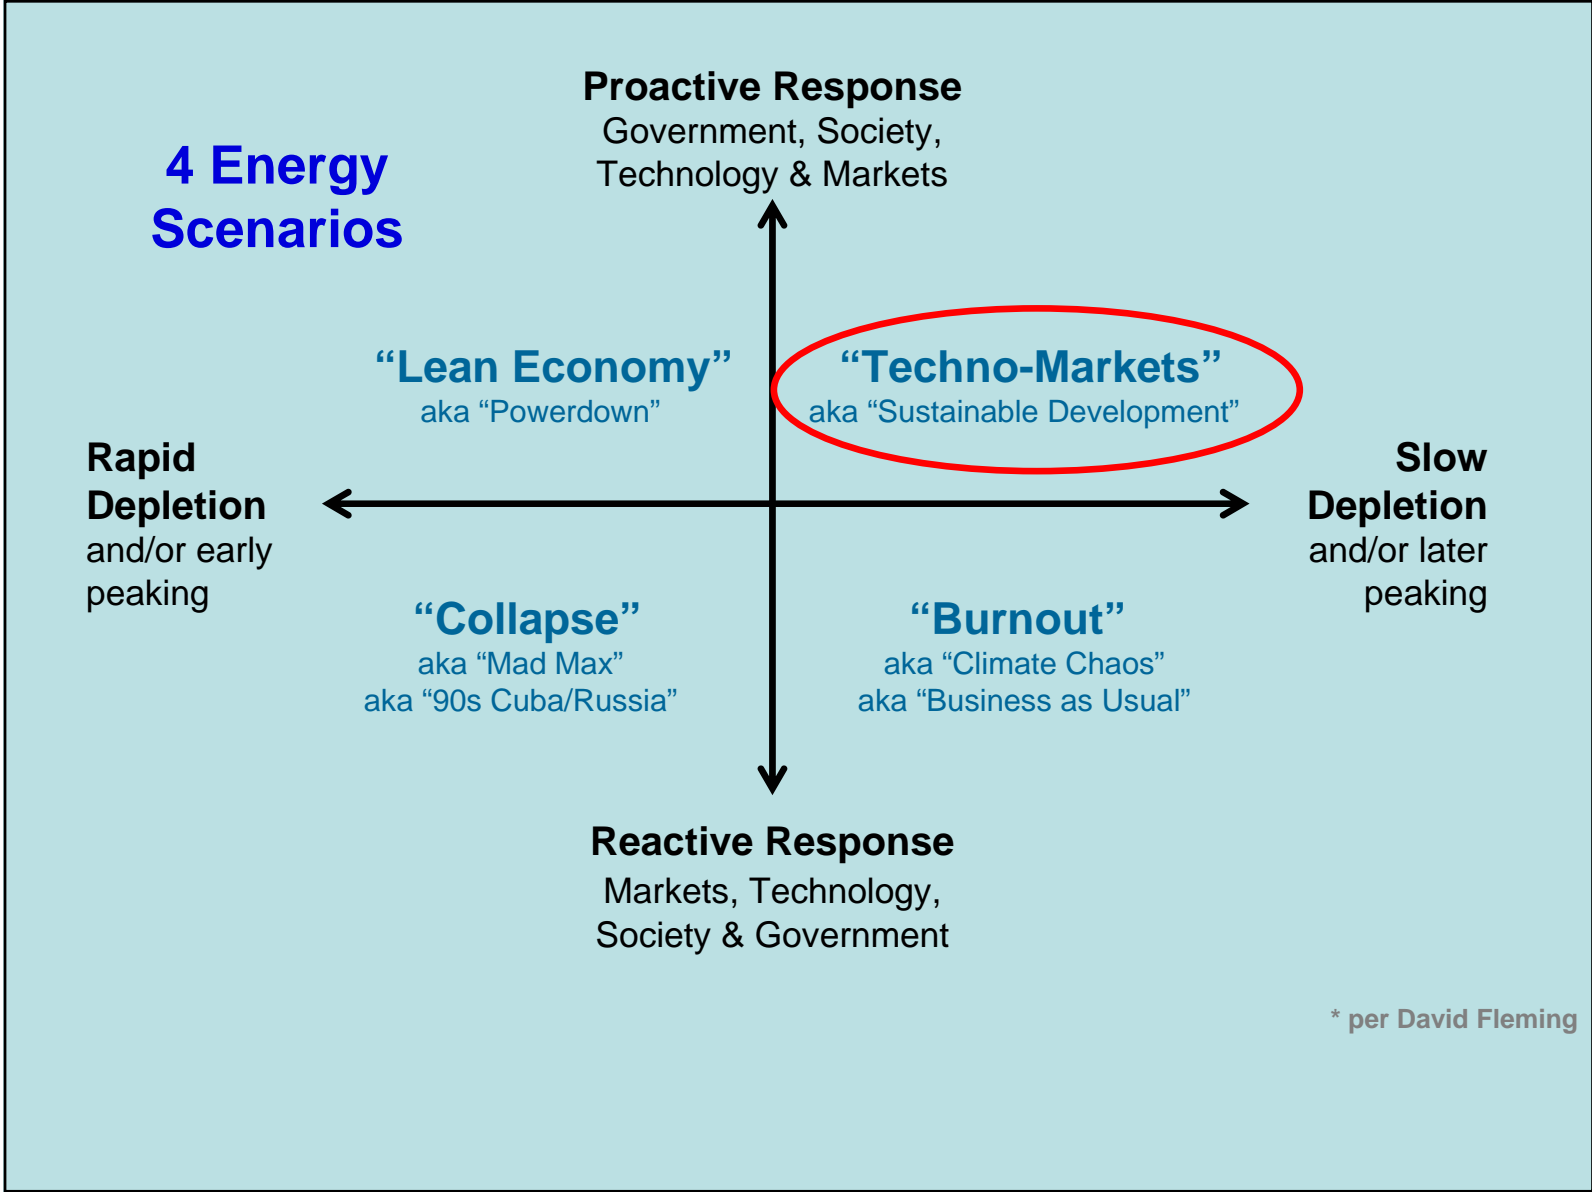 Proactive Response
Government, Society,
Technology & Markets
4 Energy
Scenarios
“Lean Economy”
aka “Powerdown”
“Techno-Markets”
aka “Sustainable Development”
Rapid
Depletion
and/or early
peaking
Slow
Depletion
and/or later
peaking
“Collapse”
aka “Mad Max”
aka “90s Cuba/Russia”
“Burnout”
aka “Climate Chaos”
aka “Business as Usual”
Reactive Response
Markets, Technology,
Society & Government
* per David Fleming